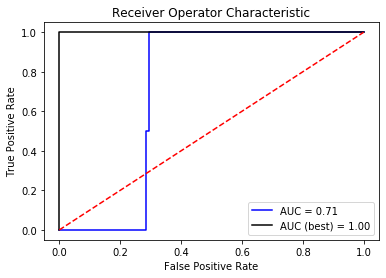 Receiver Operator Characteristic
True Positive Rate
1.0
0.8
0.6
0.4
0.2
0.0
AUC = 0.71
AUC (best) = 1.00
0.0 0.2 0.4 0.6 0.8 1.0
False Positive Rate